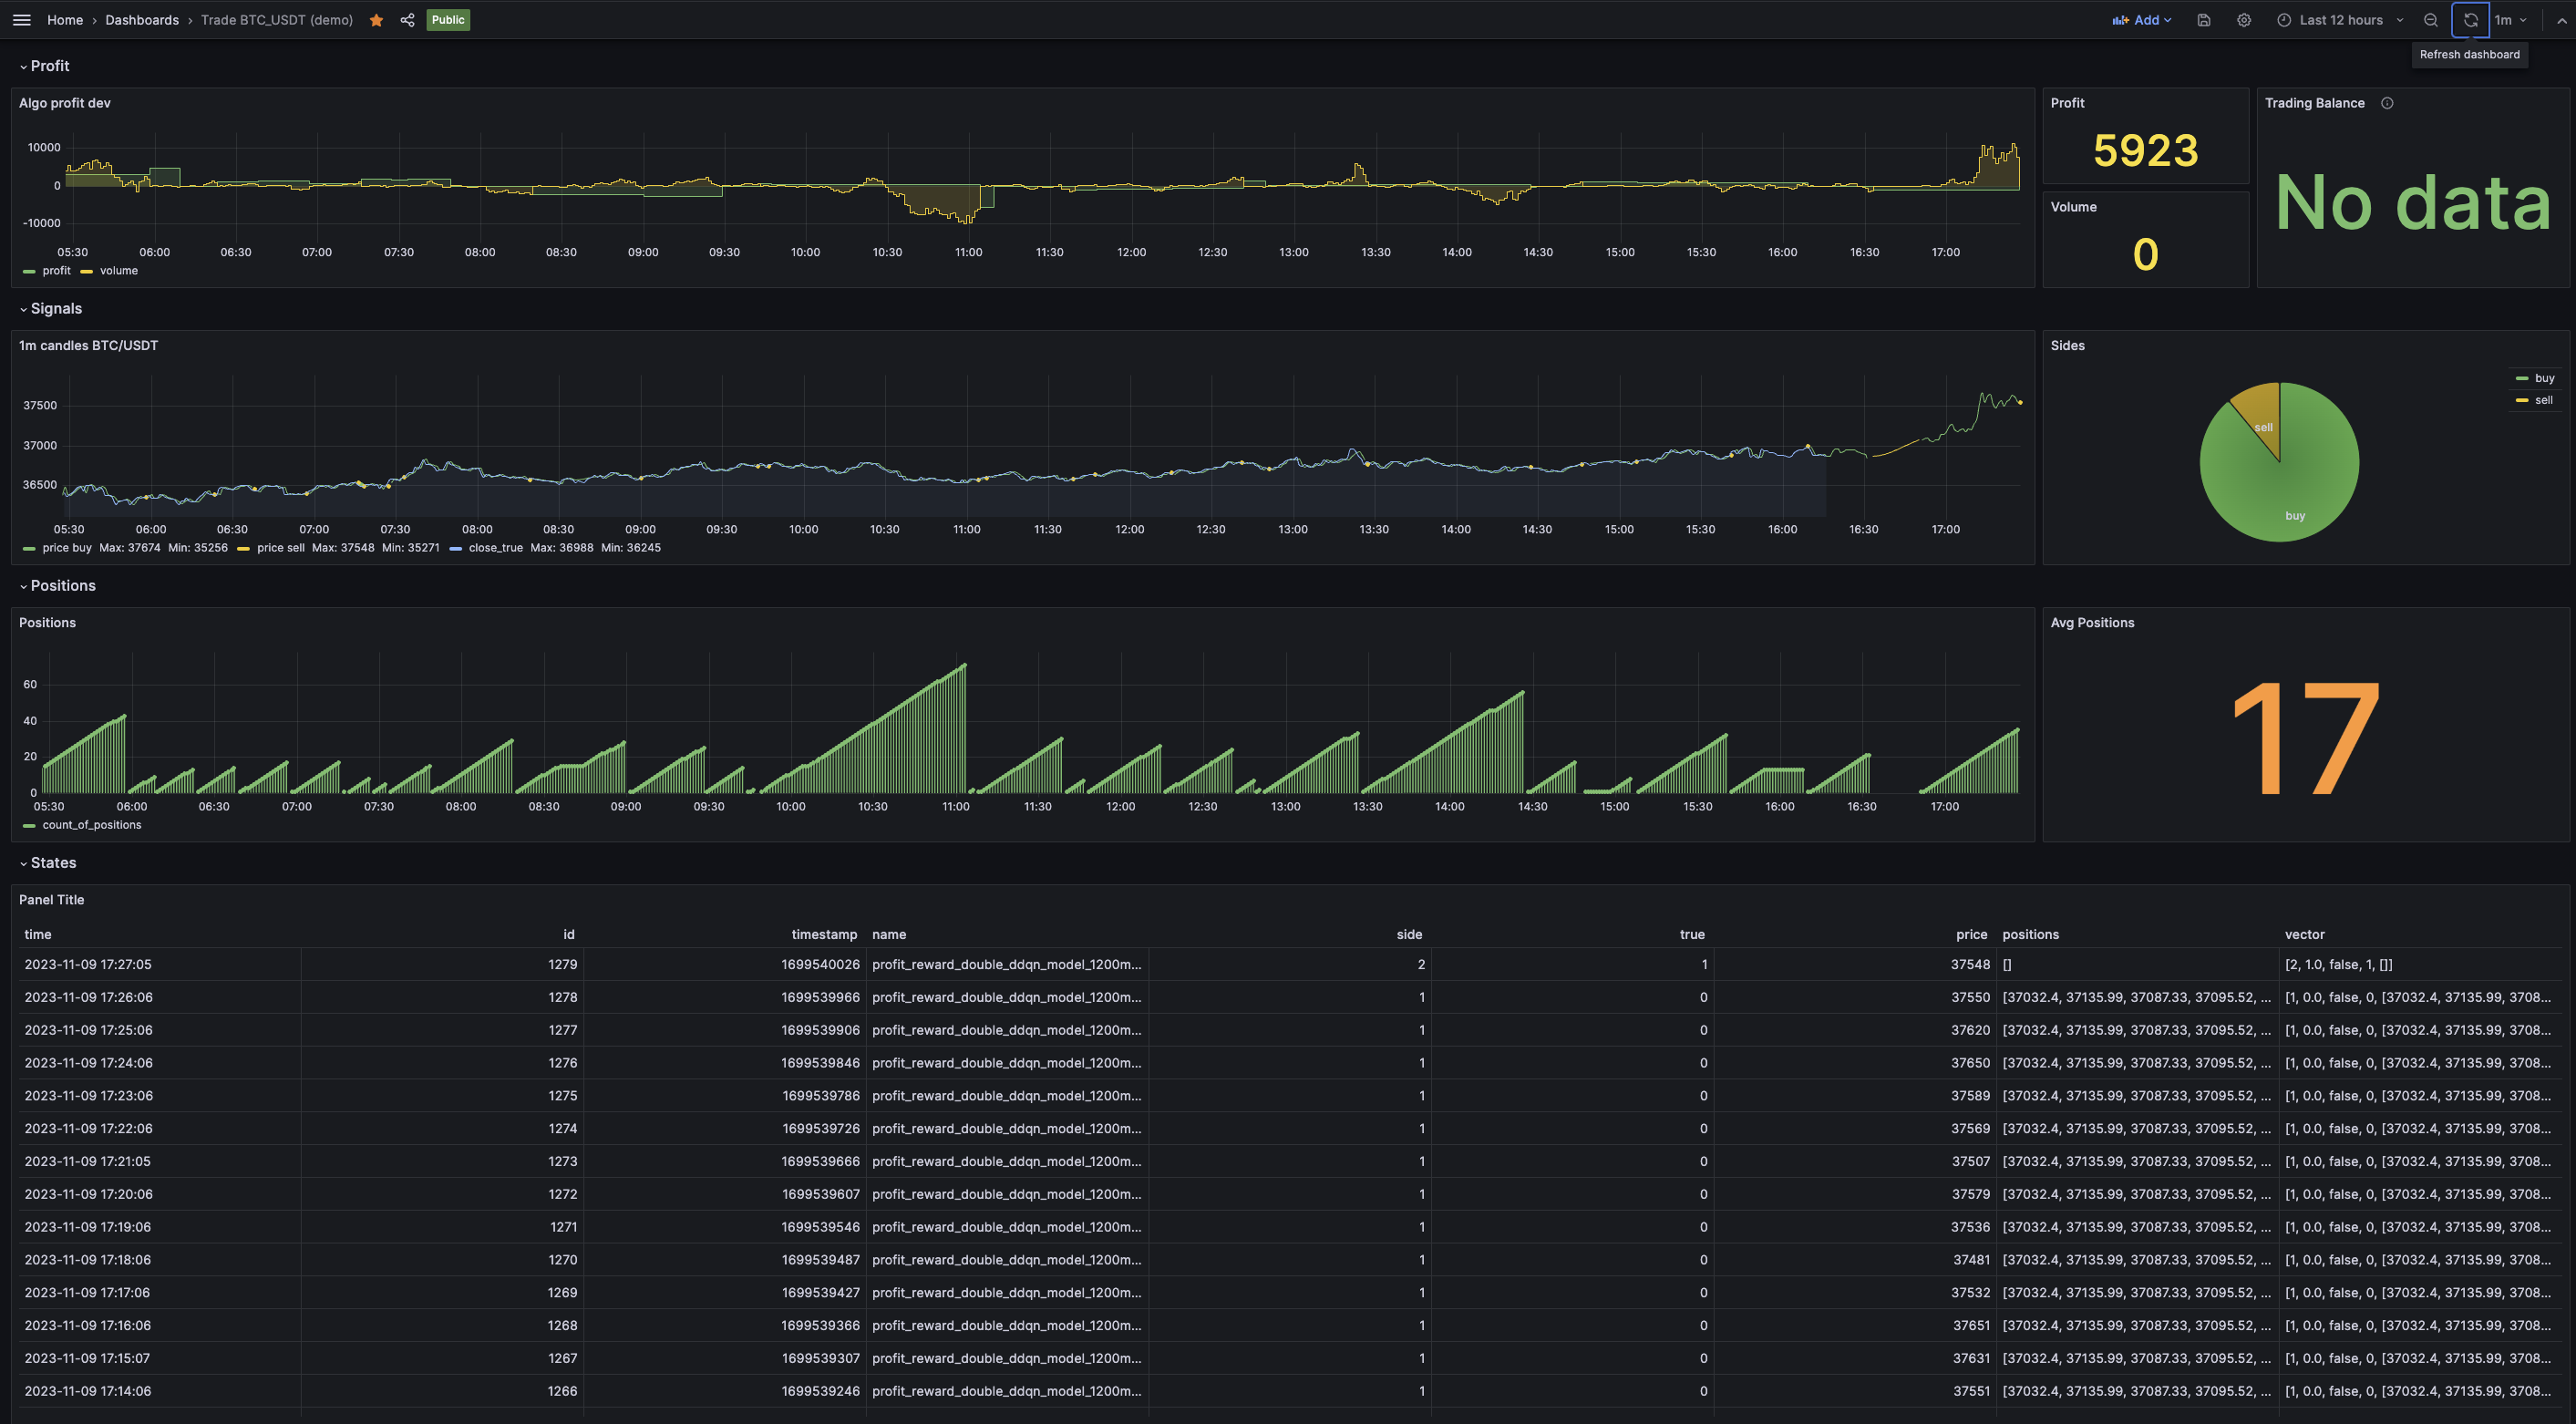 Home › Dashboards › Trade BTC_USDT (demo) Public Add Last 12 hours 1m
Refresh dashboard
Profit
Algo profit dev
10000
0
-10000
05:30 06:00 06:30 07:00 07:30 08:00 08:30 09:00 09:30 10:00 10:30 11:00 11:30 12:00 12:30 13:00 13:30 14:00 14:30 15:00 15:30 16:00 16:30 17:00
profit volume
Profit
5923
Volume
0
Trading Balance
No data
Signals
1m candles BTC/USDT
37500
37000
36500
05:30 06:00 06:30 07:00 07:30 08:00 08:30 09:00 09:30 10:00 10:30 11:00 11:30 12:00 12:30 13:00 13:30 14:00 14:30 15:00 15:30 16:00 16:30 17:00
price buy Max: 37674 Min: 35256 price sell Max: 37548 Min: 35271 close_true Max: 36988 Min: 36245
Sides
buy
sell
sell
buy
Positions
Positions
60
40
20
0
05:30 06:00 06:30 07:00 07:30 08:00 08:30 09:00 09:30 10:00 10:30 11:00 11:30 12:00 12:30 13:00 13:30 14:00 14:30 15:00 15:30 16:00 16:30 17:00
count_of_positions
Avg Positions
17
States
Panel Title
time id timestamp name side true price positions vector
2023-11-09 17:27:05 1279 1699540026 profit_reward_double_ddqn_model_1200m... 2 1 37548 [] [2, 1.0, false, 1, []]
2023-11-09 17:26:06 1278 1699539966 profit_reward_double_ddqn_model_1200m... 1 0 37550 [37032.4, 37135.99, 37087.33, 37095.52, ... [1, 0.0, false, 0, [37032.4, 37135.99, 3708...
2023-11-09 17:25:06 1277 1699539906 profit_reward_double_ddqn_model_1200m... 1 0 37620 [37032.4, 37135.99, 37087.33, 37095.52, ... [1, 0.0, false, 0, [37032.4, 37135.99, 3708...
2023-11-09 17:24:06 1276 1699539846 profit_reward_double_ddqn_model_1200m... 1 0 37650 [37032.4, 37135.99, 37087.33, 37095.52, ... [1, 0.0, false, 0, [37032.4, 37135.99, 3708...
2023-11-09 17:23:06 1275 1699539786 profit_reward_double_ddqn_model_1200m... 1 0 37589 [37032.4, 37135.99, 37087.33, 37095.52, ... [1, 0.0, false, 0, [37032.4, 37135.99, 3708...
2023-11-09 17:22:06 1274 1699539726 profit_reward_double_ddqn_model_1200m... 1 0 37569 [37032.4, 37135.99, 37087.33, 37095.52, ... [1, 0.0, false, 0, [37032.4, 37135.99, 3708...
2023-11-09 17:21:05 1273 1699539666 profit_reward_double_ddqn_model_1200m... 1 0 37507 [37032.4, 37135.99, 37087.33, 37095.52, ... [1, 0.0, false, 0, [37032.4, 37135.99, 3708...
2023-11-09 17:20:06 1272 1699539607 profit_reward_double_ddqn_model_1200m... 1 0 37579 [37032.4, 37135.99, 37087.33, 37095.52, ... [1, 0.0, false, 0, [37032.4, 37135.99, 3708...
2023-11-09 17:19:06 1271 1699539546 profit_reward_double_ddqn_model_1200m... 1 0 37536 [37032.4, 37135.99, 37087.33, 37095.52, ... [1, 0.0, false, 0, [37032.4, 37135.99, 3708...
2023-11-09 17:18:06 1270 1699539487 profit_reward_double_ddqn_model_1200m... 1 0 37481 [37032.4, 37135.99, 37087.33, 37095.52, ... [1, 0.0, false, 0, [37032.4, 37135.99, 3708...
2023-11-09 17:17:06 1269 1699539427 profit_reward_double_ddqn_model_1200m... 1 0 37532 [37032.4, 37135.99, 37087.33, 37095.52, ... [1, 0.0, false, 0, [37032.4, 37135.99, 3708...
2023-11-09 17:16:06 1268 1699539366 profit_reward_double_ddqn_model_1200m... 1 0 37651 [37032.4, 37135.99, 37087.33, 37095.52, ... [1, 0.0, false, 0, [37032.4, 37135.99, 3708...
2023-11-09 17:15:07 1267 1699539307 profit_reward_double_ddqn_model_1200m... 1 0 37631 [37032.4, 37135.99, 37087.33, 37095.52, ... [1, 0.0, false, 0, [37032.4, 37135.99, 3708...
2023-11-09 17:14:06 1266 1699539246 profit_reward_double_ddqn_model_1200m... 1 0 37551 [37032.4, 37135.99, 37087.33, 37095.52, ... [1, 0.0, false, 0, [37032.4, 37135.99, 3708...